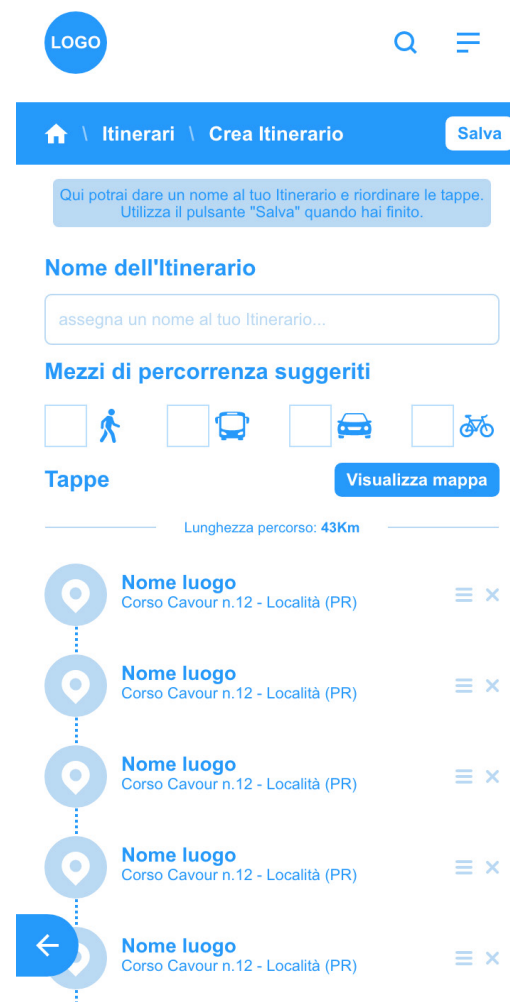 LOGO
\ Itinerari \ Crea Itinerario
Salva
Qui potrai dare un nome al tuo Itinerario e riordinare le tappe.
Utilizza il pulsante "Salva" quando hai finito.
Nome dell'Itinerario
assegna un nome al tuo Itinerario...
Mezzi di percorrenza suggeriti
Tappe
Visualizza mappa
Lunghezza percorso: 43Km
Nome luogo
Corso Cavour n.12 - Località (PR)
Nome luogo
Corso Cavour n.12 - Località (PR)
Nome luogo
Corso Cavour n.12 - Località (PR)
Nome luogo
Corso Cavour n.12 - Località (PR)
Nome luogo
Corso Cavour n.12 - Località (PR)